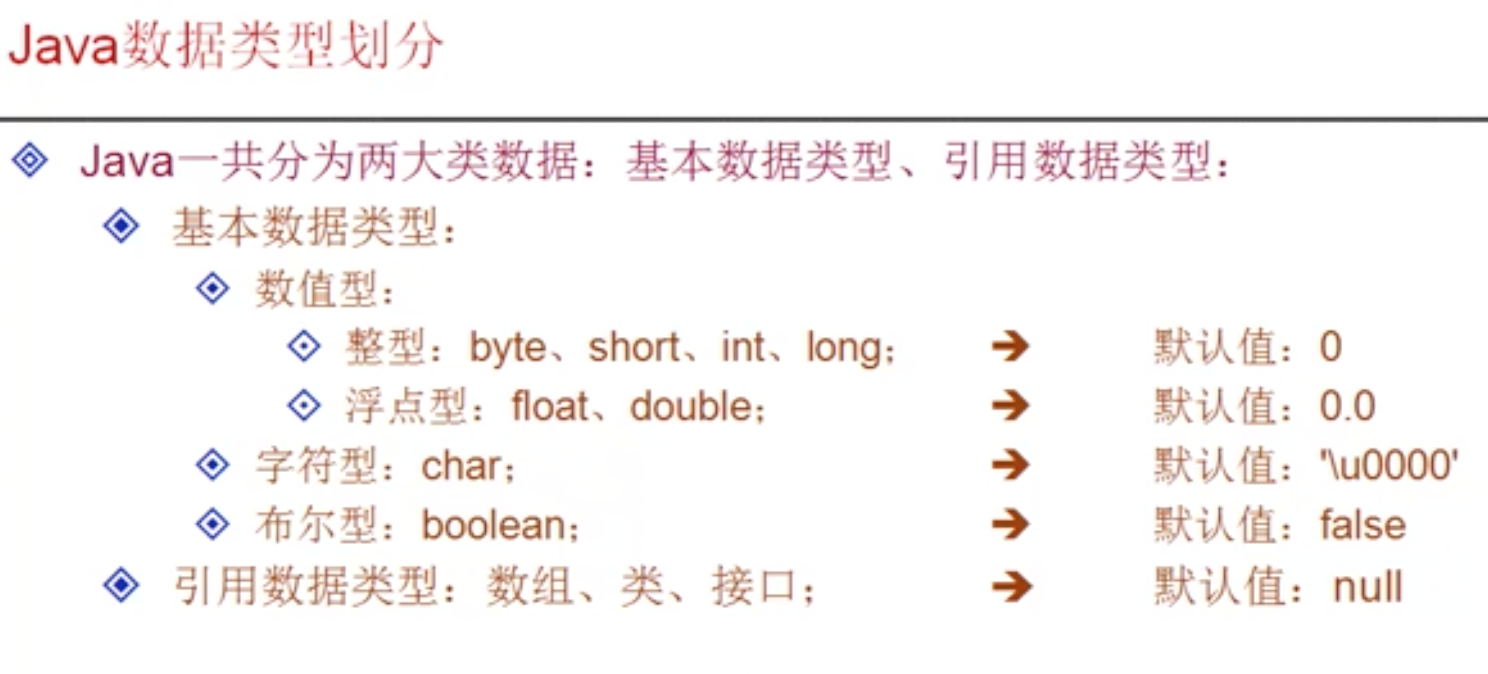 Java数据类型划分
Java一共分为两大类数据：基本数据类型、引用数据类型：
基本数据类型：
数值型：
整型：byte、short、int、long； ➔ 默认值：0
浮点型：float、double； ➔ 默认值：0.0
字符型：char； ➔ 默认值：'\u0000'
布尔型：boolean； ➔ 默认值：false
引用数据类型：数组、类、接口； ➔ 默认值：null